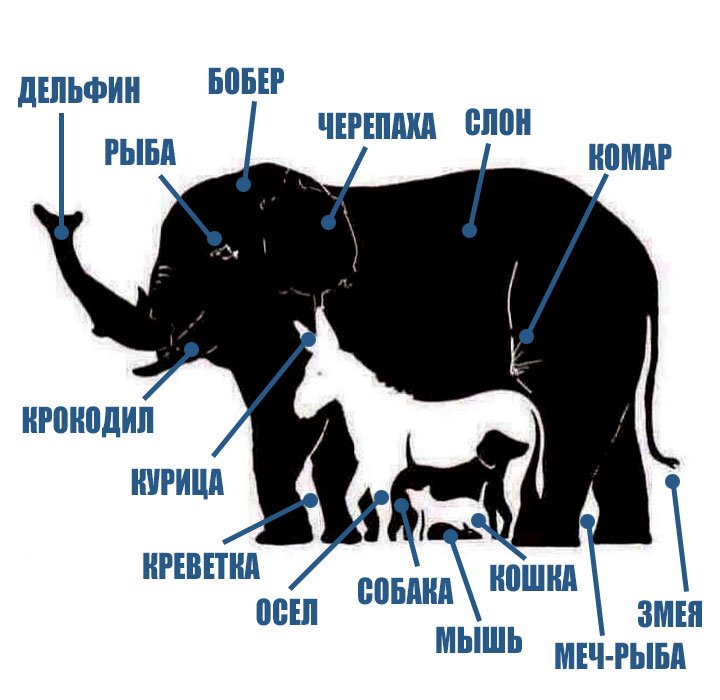 БОБЕР
ДЕЛЬФИН
ЧЕРЕПАХА
СЛОН
РЫБА
КОМАР
КРОКОДИЛ
КУРИЦА
КРЕВЕТКА
КОШКА
СОБАКА
ОСЕЛ
ЗМЕЯ
МЫШЬ
МЕЧ-РЫБА